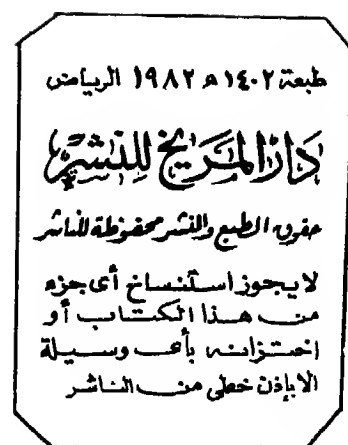 طبعة ١٤٠٢ هـ ١٩٨٢ الرياض
دار المريخ للنشر
حقوق الطبع والنشر محفوظة للناشر
لا يجوز استنساخ أى جزء
من هذا الكتاب أو
اختزانه بأى وسيلة
الا بإذن خطى من الناشر